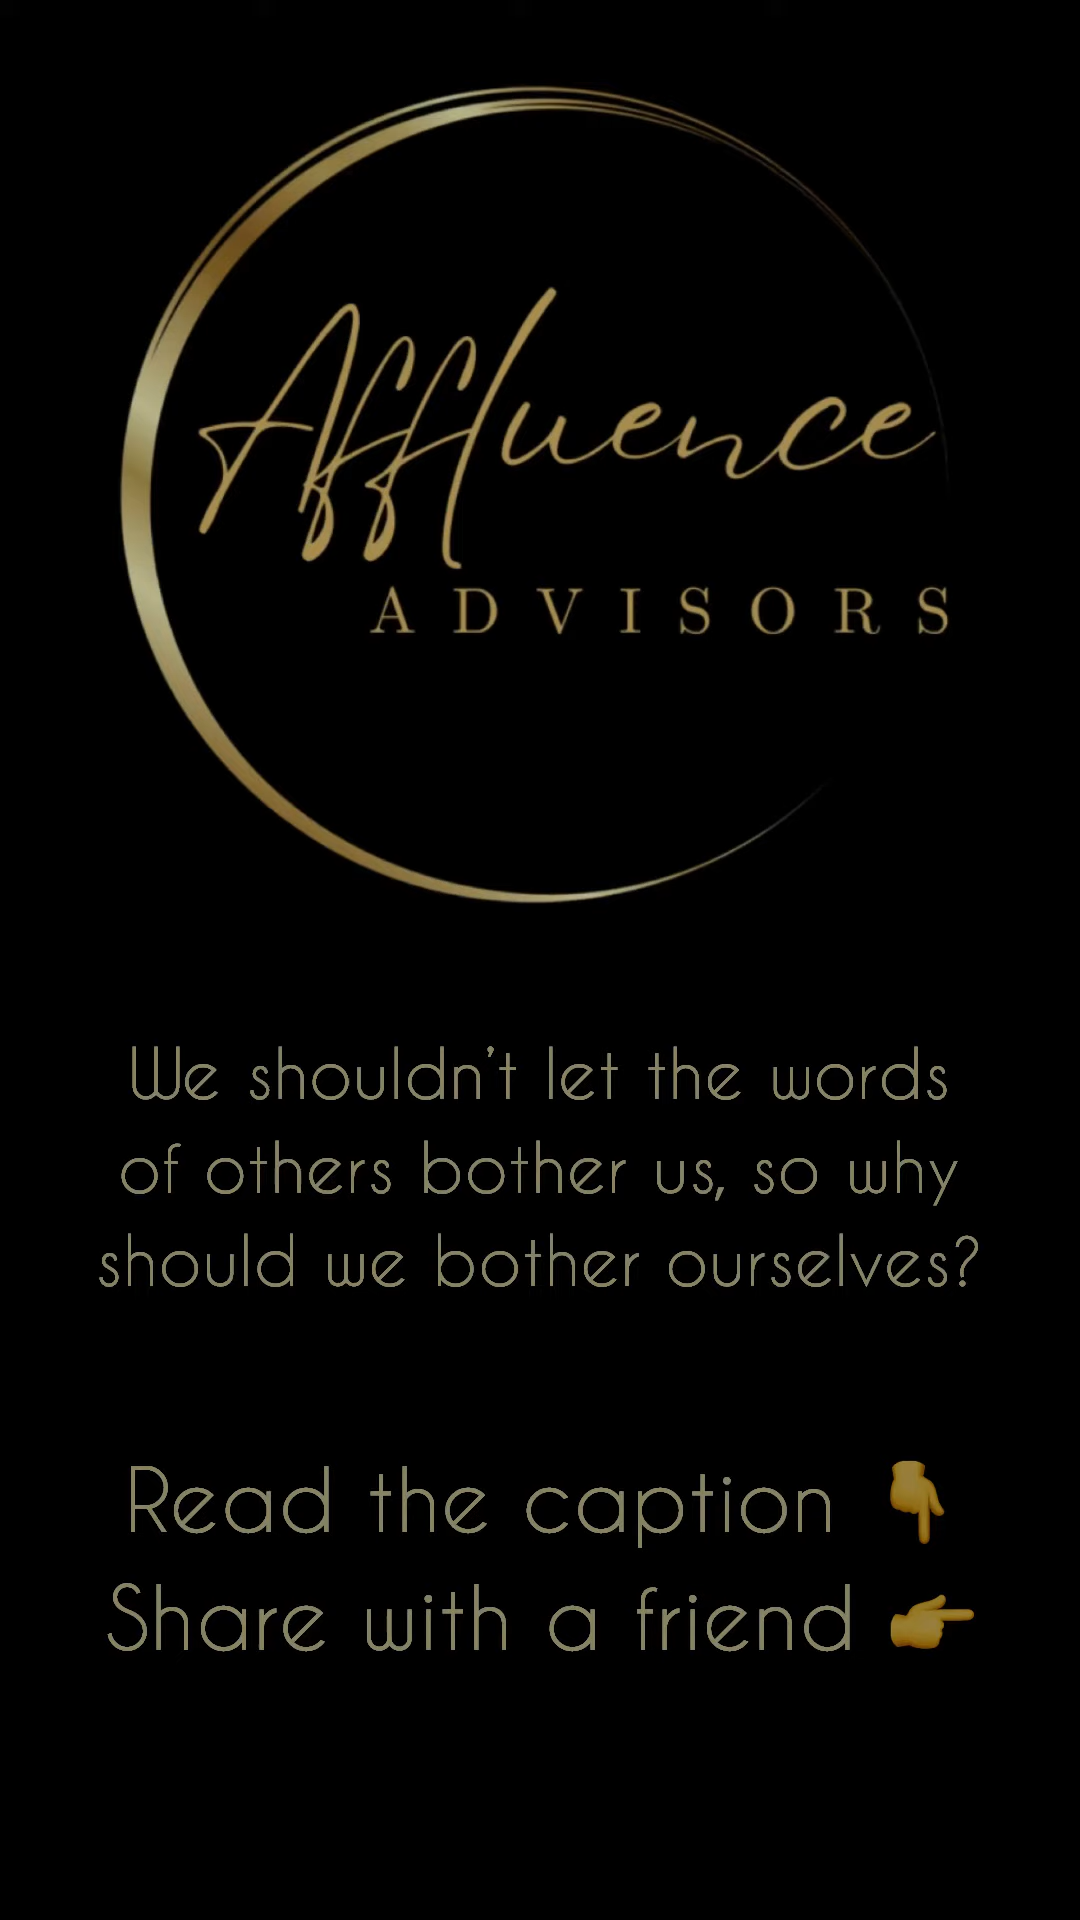 Affluence
ADVISORS
We shouldn't let the words
of others bother us, so why
should we bother ourselves?
Read the caption 👇
Share with a friend 👉